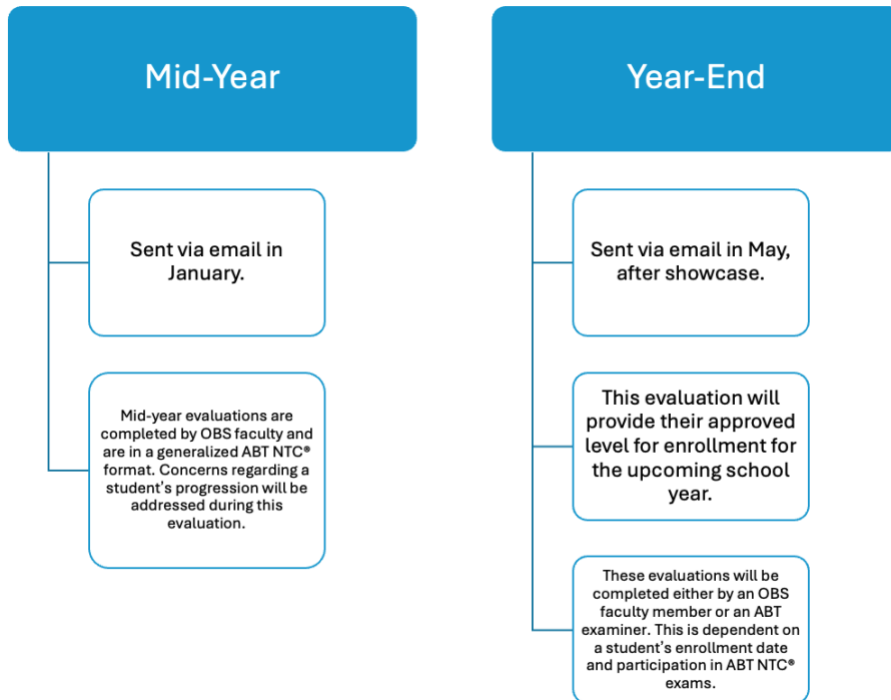 Mid-Year
Sent via email in
January.
Mid-year evaluations are
completed by OBS faculty and
are in a generalized ABT NTC®
format. Concerns regarding a
student's progression will be
addressed during this
evaluation.
Year-End
Sent via email in May,
after showcase.
This evaluation will
provide their approved
level for enrollment for
the upcoming school
year.
These evaluations will be
completed either by an OBS
faculty member or an ABT
examiner. This is dependent on
a student's enrollment date
and participation in ABT NTC®
exams.